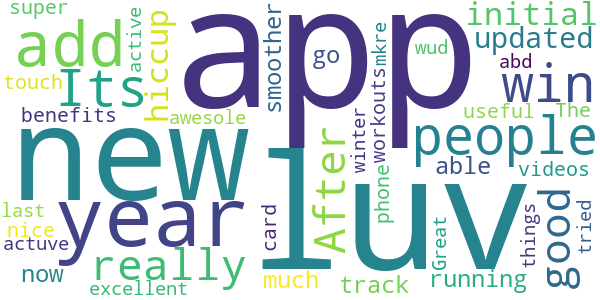 super
add
Its
active
touch
hiccup
benefits
awesole
app
smoother
go
mkre
wud
initial
updated
abd
win
useful
The
people
able
videos
new
year
last
nice
actuve
now
really
excellent
After
winter
workouts
phone
luv
card
much
track
Great
running
good
things
tried